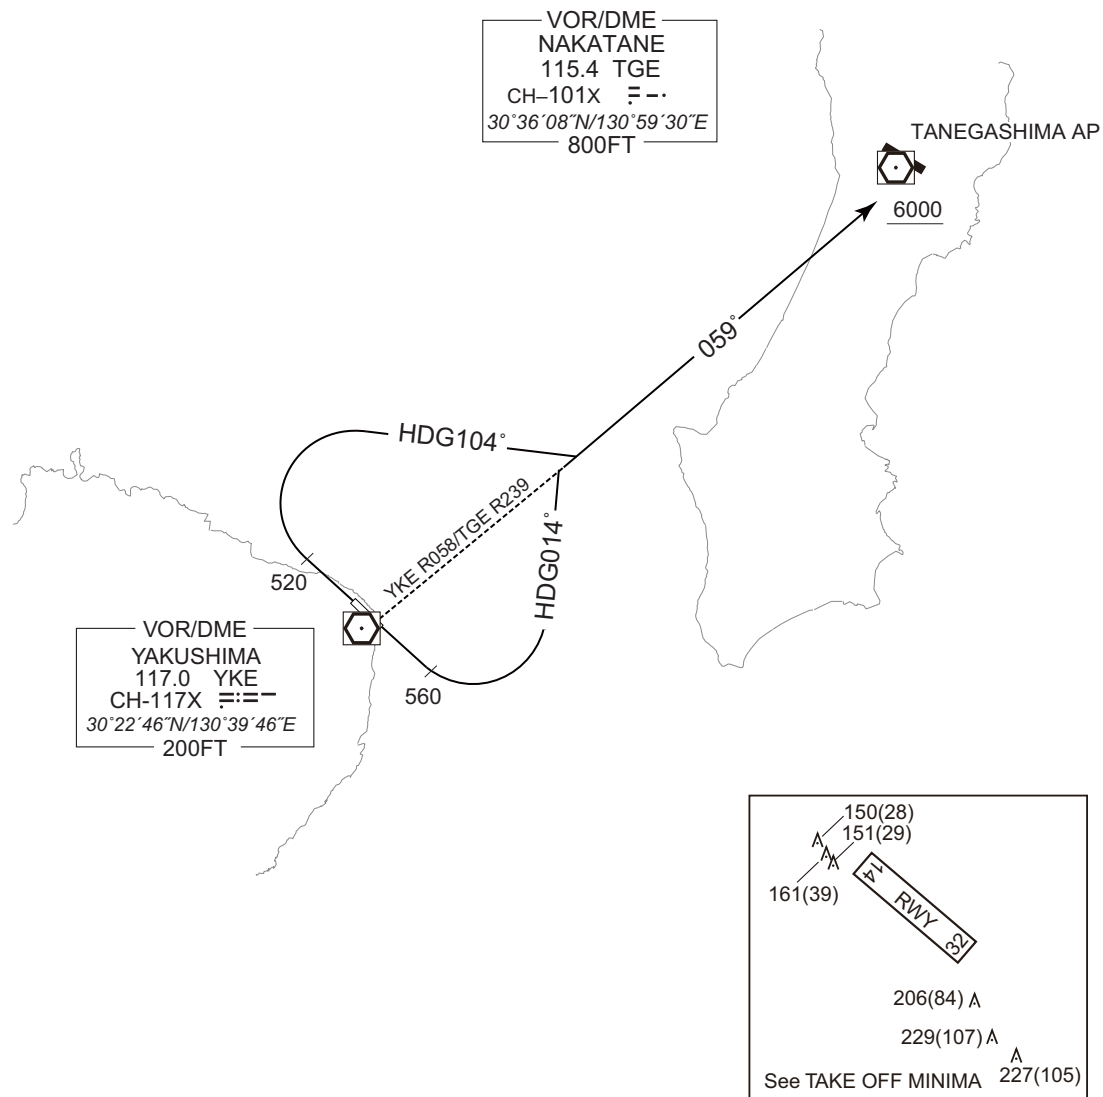 VOR/DME
NAKATANE
115.4 TGE
CH–101X
30°36´08˝N/130°59´30˝E
800FT
TANEGASHIMA AP
6000
059°
HDG104°
YKE R058/TGE R239
HDG014°
520
560
VOR/DME
YAKUSHIMA
117.0 YKE
CH-117X
30°22´46˝N/130°39´46˝E
200FT
150(28)
151(29)
161(39)
14 RWY 32
206(84)
229(107)
227(105)
See TAKE OFF MINIMA